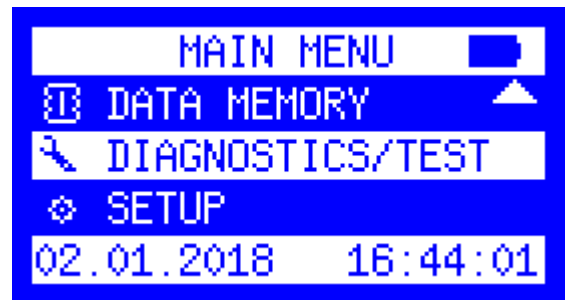 MAIN MENU
DATA MEMORY
DIAGNOSTICS/TEST
SETUP
02.01.2018 16:44:01